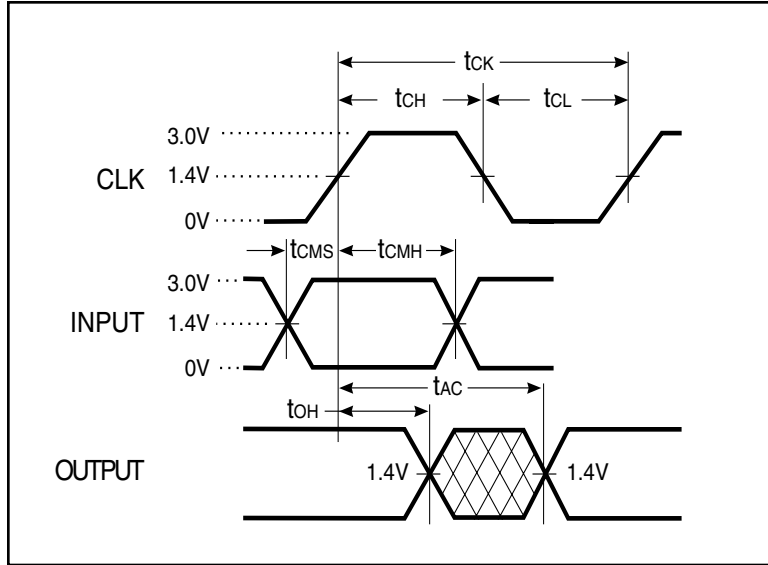 tCK
tCH tCL
3.0V
CLK 1.4V
0V
tCMS tCMH
3.0V
INPUT 1.4V
0V
tAC
tOH
OUTPUT 1.4V 1.4V